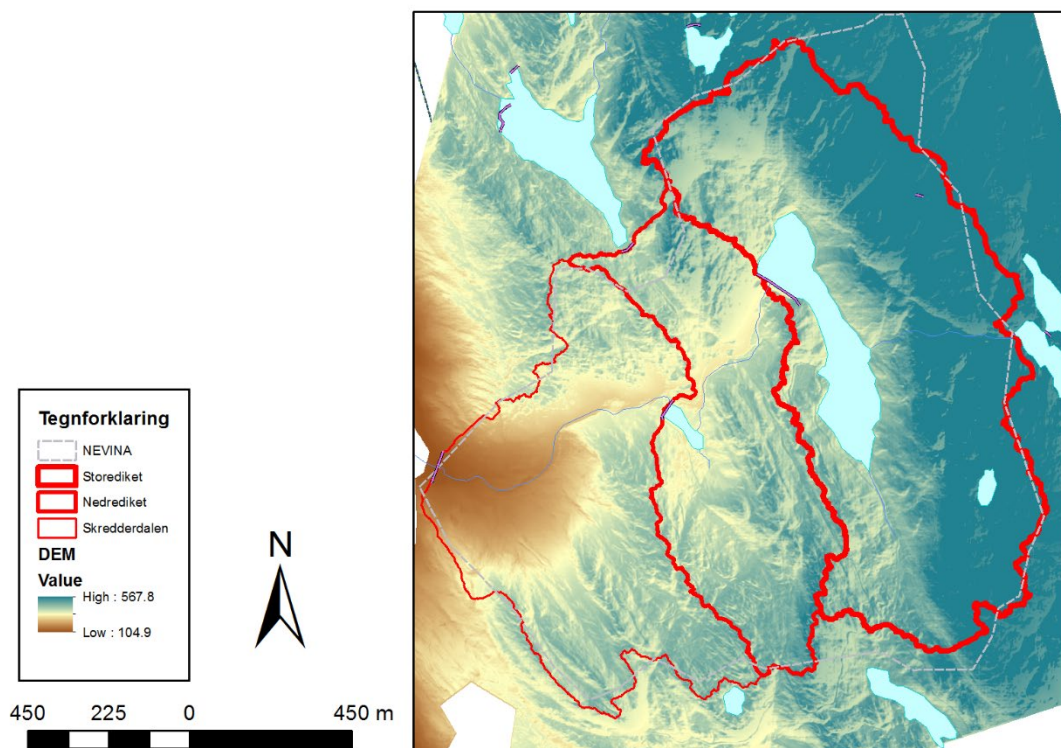 Tegnforklaring
NEVINA
Storediket
Nedrediket
Skredderdalen
DEM
Value
High : 567.8
Low : 104.9
N
450 225 0 450 m